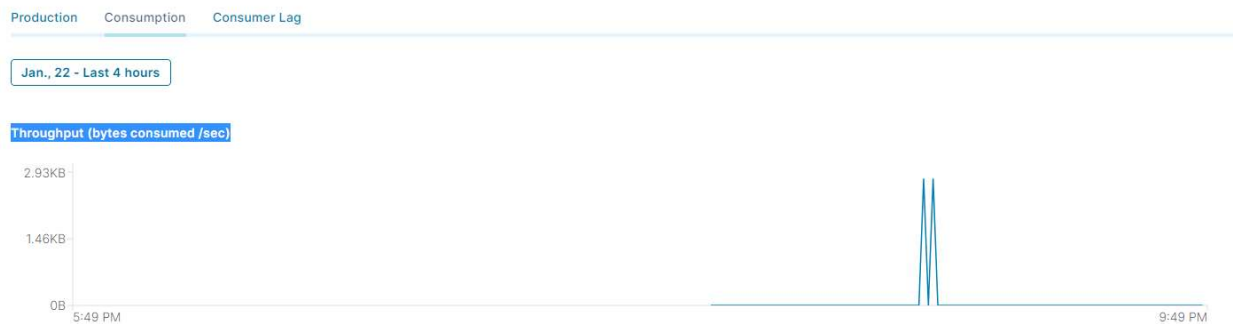 Production Consumption Consumer Lag
Jan., 22 - Last 4 hours
Throughput (bytes consumed /sec)
2.93KB
1.46KB
0B
5:49 PM 9:49 PM